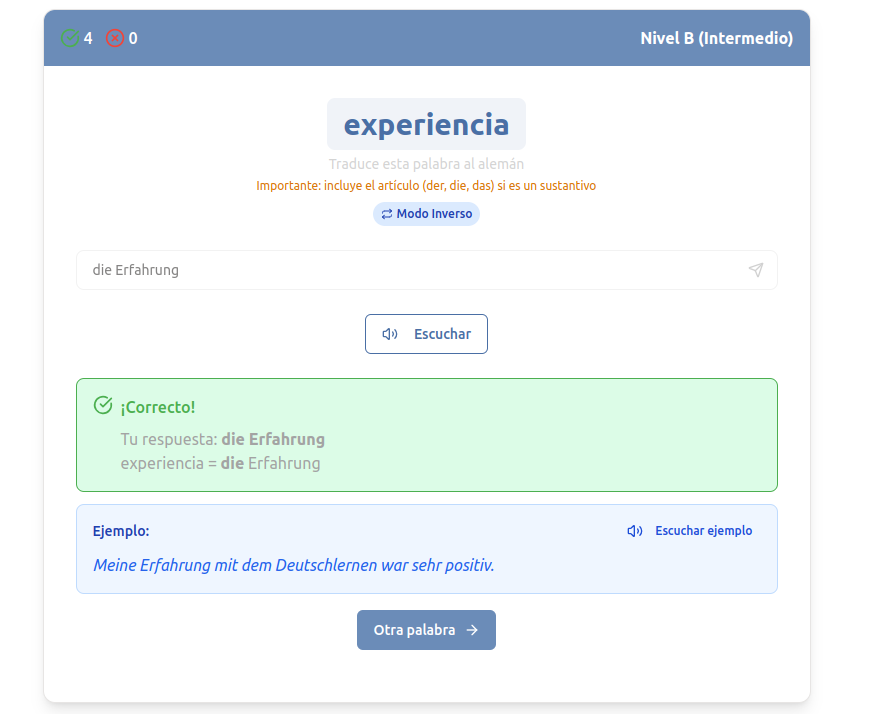 4 0 Nivel B (Intermedio)
experiencia
Traduce esta palabra al alemán
Importante: incluye el artículo (der, die, das) si es un sustantivo
Modo Inverso
die Erfahrung
Escuchar
¡Correcto!
Tu respuesta: die Erfahrung
experiencia = die Erfahrung
Ejemplo: Escuchar ejemplo
Meine Erfahrung mit dem Deutschlernen war sehr positiv.
Otra palabra